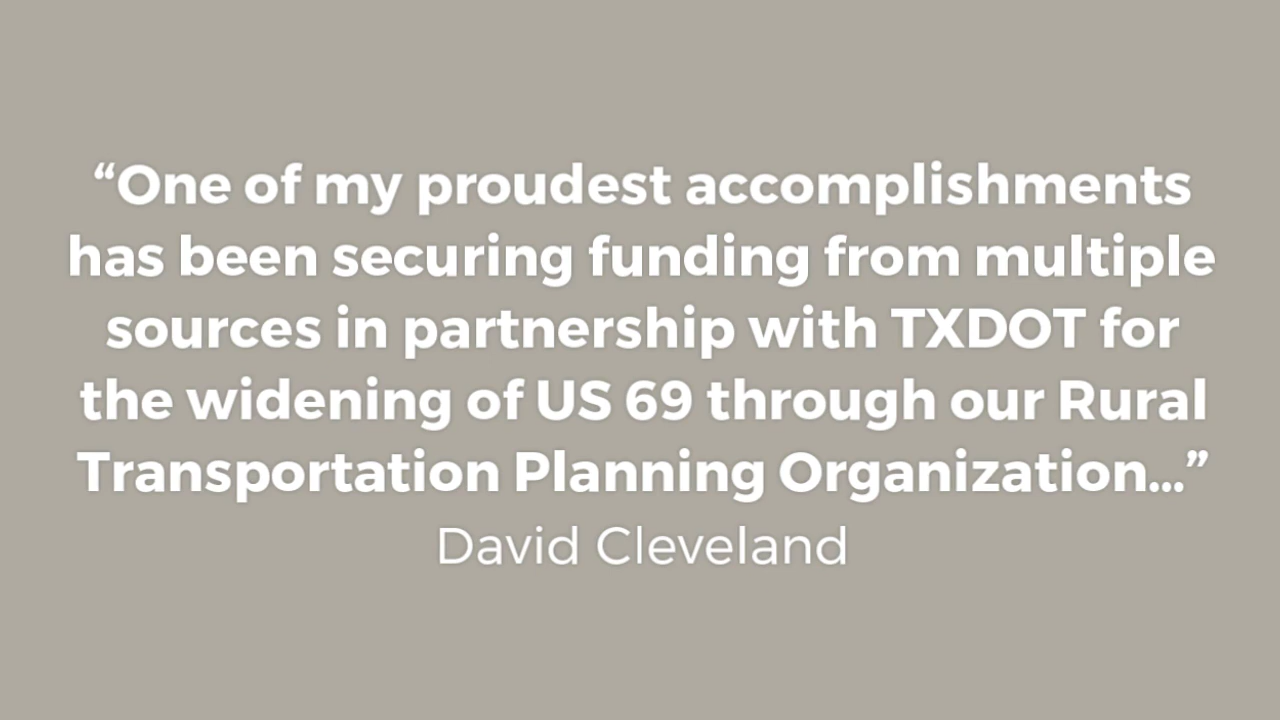 “One of my proudest accomplishments
has been securing funding from multiple
sources in partnership with TXDOT for
the widening of US 69 through our Rural
Transportation Planning Organization...”
David Cleveland